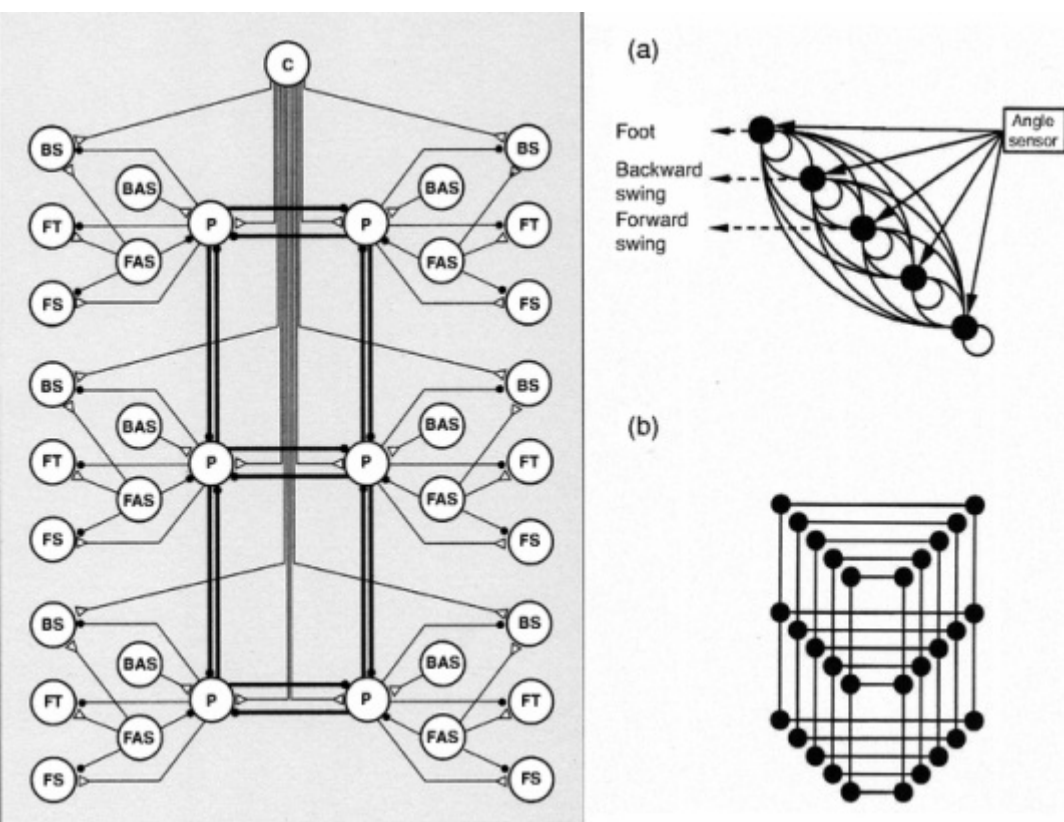 C
BS
BS
BAS
BAS
FT
P
P
FT
FAS
FAS
FS
FS
BS
BS
BAS
BAS
FT
P
P
FT
FAS
FAS
FS
FS
BS
BS
BAS
BAS
FT
P
P
FT
FAS
FAS
FS
FS
(a)
Foot
Angle
sensor
Backward
swing
Forward
swing
(b)